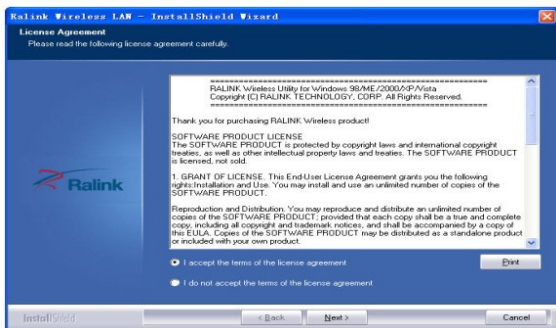 Ralink Wireless LAN - InstallShield Wizard
License Agreement
Please read the following license agreement carefully.
RALINK Wireless Utility for Windows 98/ME/2000/XP/Vista
Copyright (C) RALINK TECHNOLOGY, CORP. All Rights Reserved.
Thank you for purchasing RALINK Wireless product!
SOFTWARE PRODUCT LICENSE
The SOFTWARE PRODUCT is protected by copyright laws and international copyright
treaties, as well as other intellectual property laws and treaties. The SOFTWARE PRODUCT
is licensed, not sold.
1. GRANT OF LICENSE. This End-User License Agreement grants you the following
rights:Installation and Use. You may install and use an unlimited number of copies of the
SOFTWARE PRODUCT.
Reproduction and Distribution. You may reproduce and distribute an unlimited number of
copies of the SOFTWARE PRODUCT; provided that each copy shall be a true and complete
copy, including all copyright and trademark notices, and shall be accompanied by a copy of
this EULA. Copies of the SOFTWARE PRODUCT may be distributed as a standalone product
or included with your own product.
Ralink
I accept the terms of the license agreement
Print
I do not accept the terms of the license agreement
InstallShield
< Back
Next >
Cancel